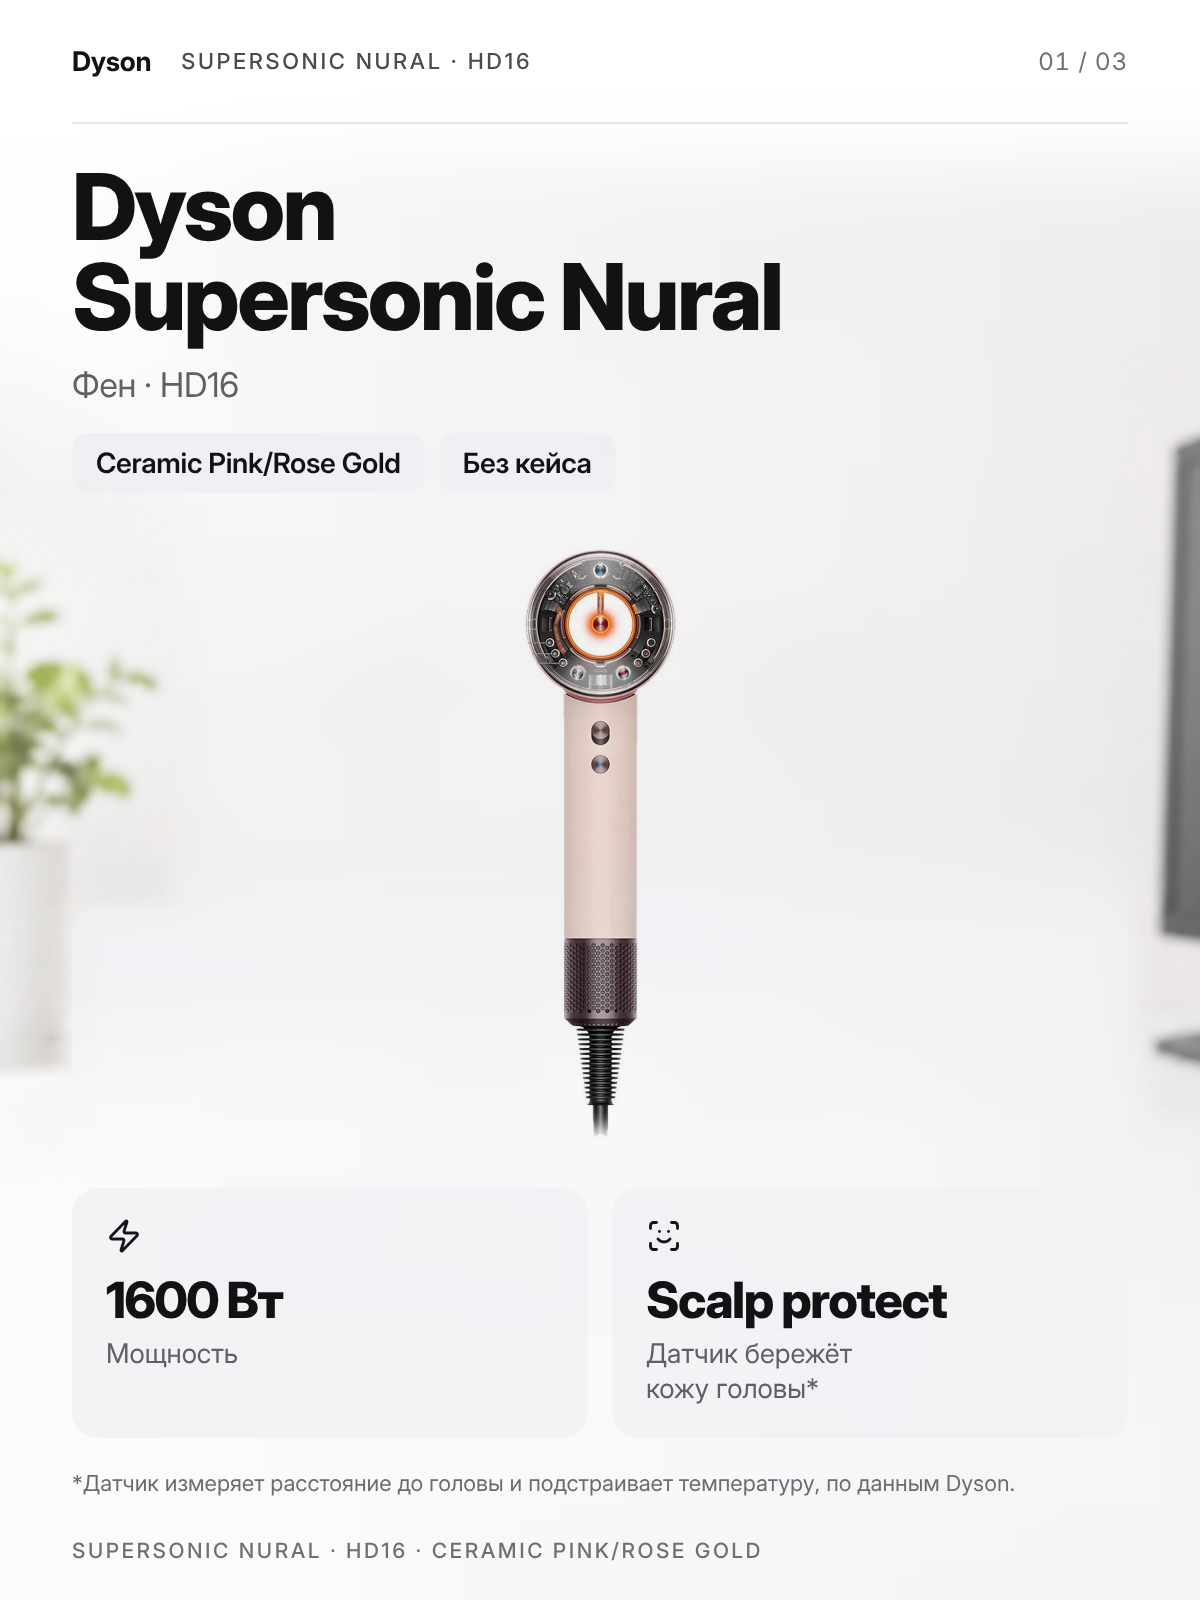 Dyson SUPERSONIC NURAL · HD16 01 / 03
Dyson
Supersonic Nural
Фен · HD16
Ceramic Pink/Rose Gold Без кейса
1600 Вт
Мощность
Scalp protect
Датчик бережёт
кожу головы*
*Датчик измеряет расстояние до головы и подстраивает температуру, по данным Dyson.
SUPERSONIC NURAL · HD16 · CERAMIC PINK/ROSE GOLD